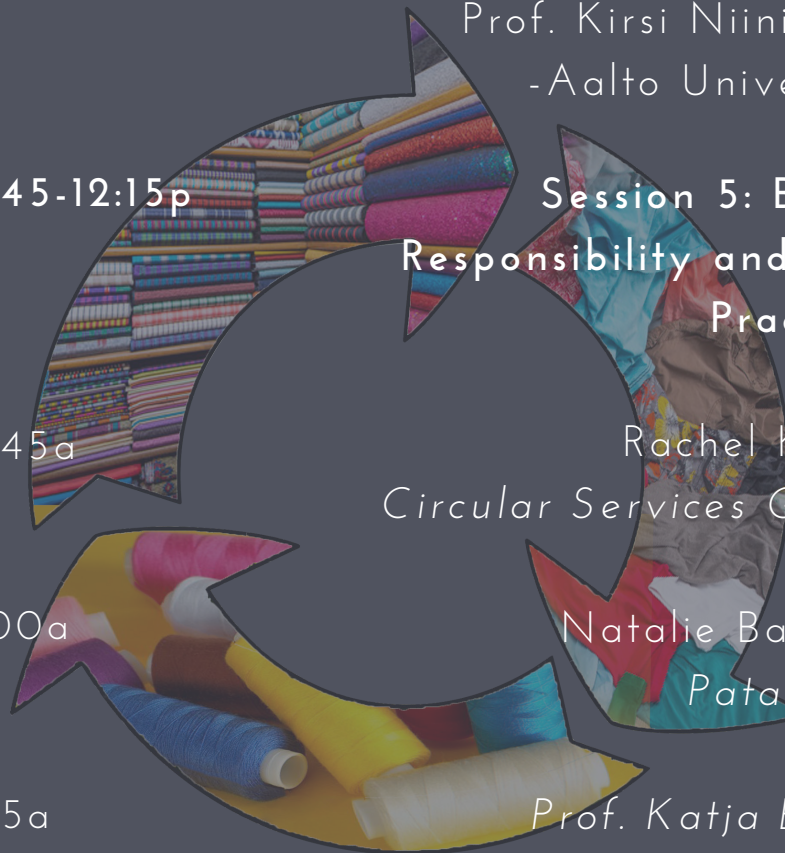 Prof. Kirsi Niini
-Aalto Unive
45-12:15p Session 5: E
Responsibility and
Prac
45a Rachel
Circular Services
00a Natalie Ba
Pata
5a Prof. Katja